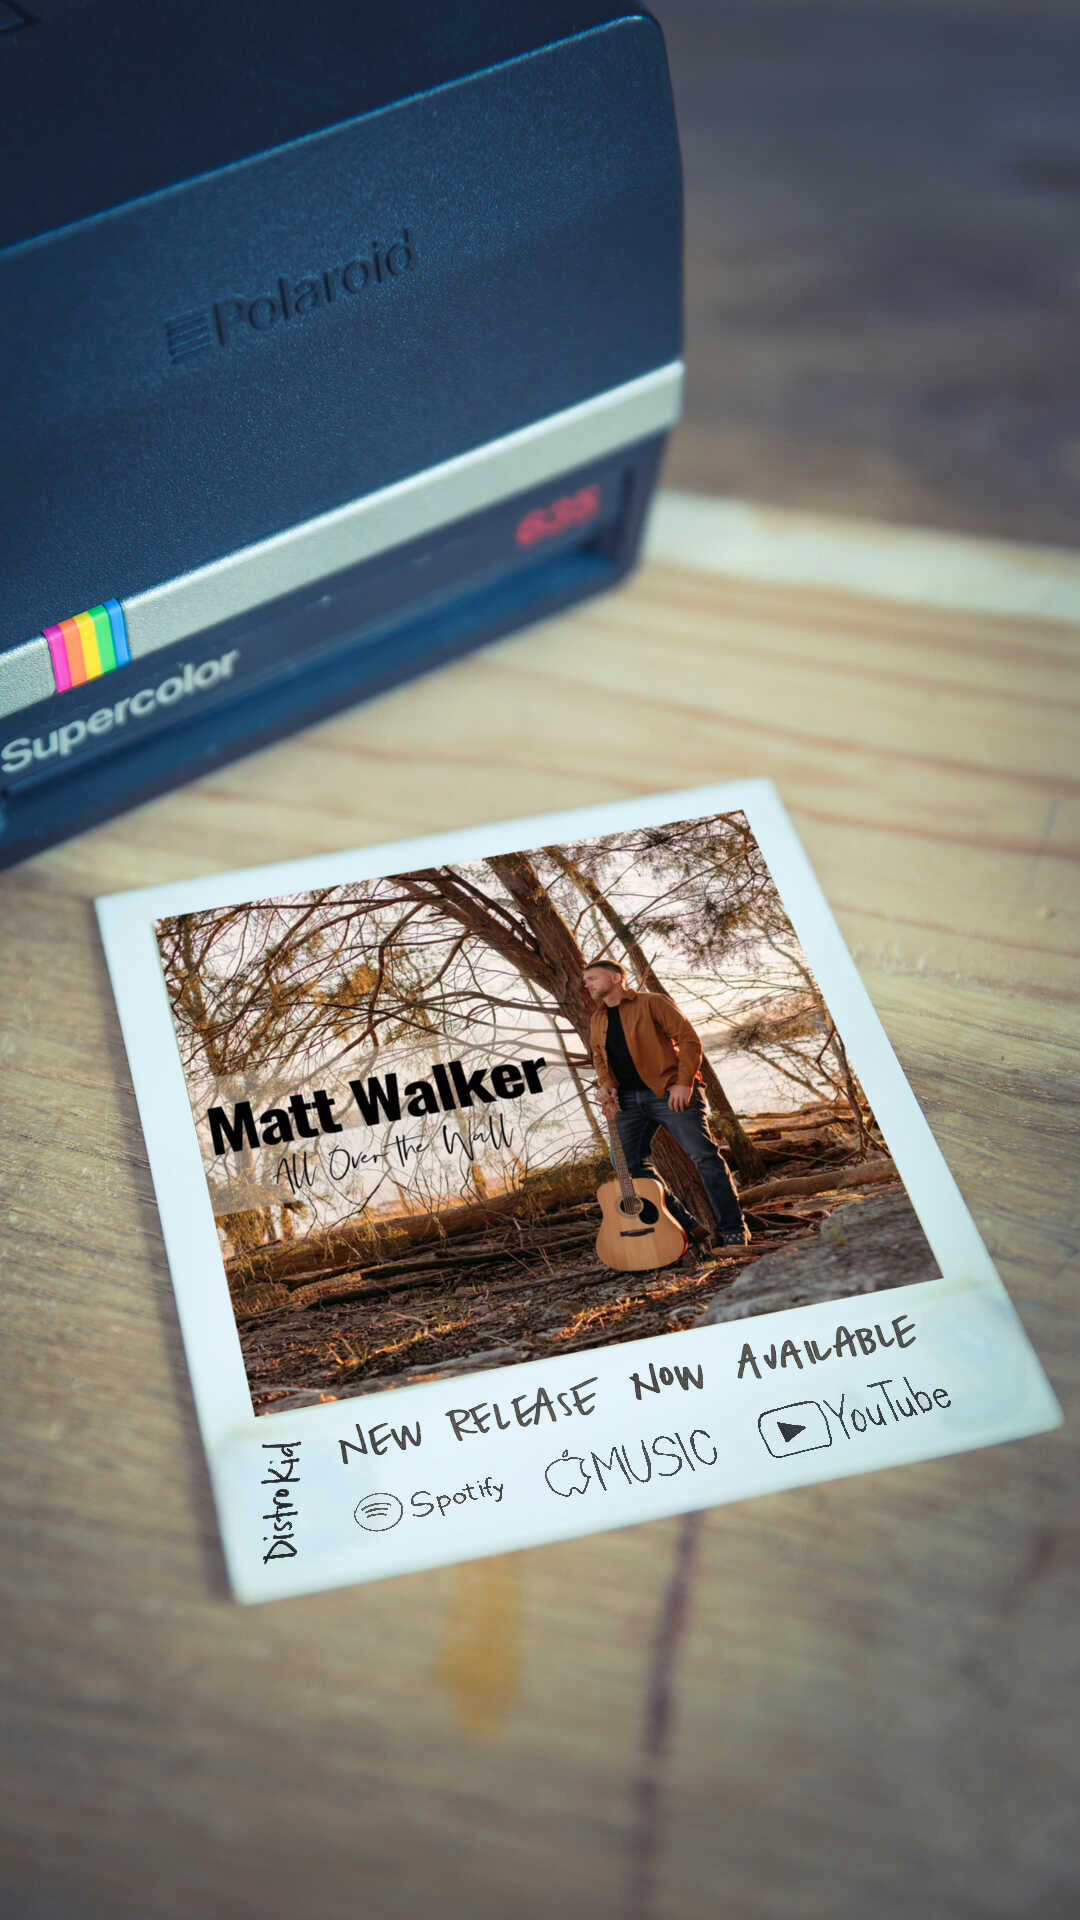 Polaroid
635
Supercolor
Matt Walker
All Over the Wall
NEW RELEASE NOW AVAILABLE
DistroKid
Spotify
MUSIC
YouTube